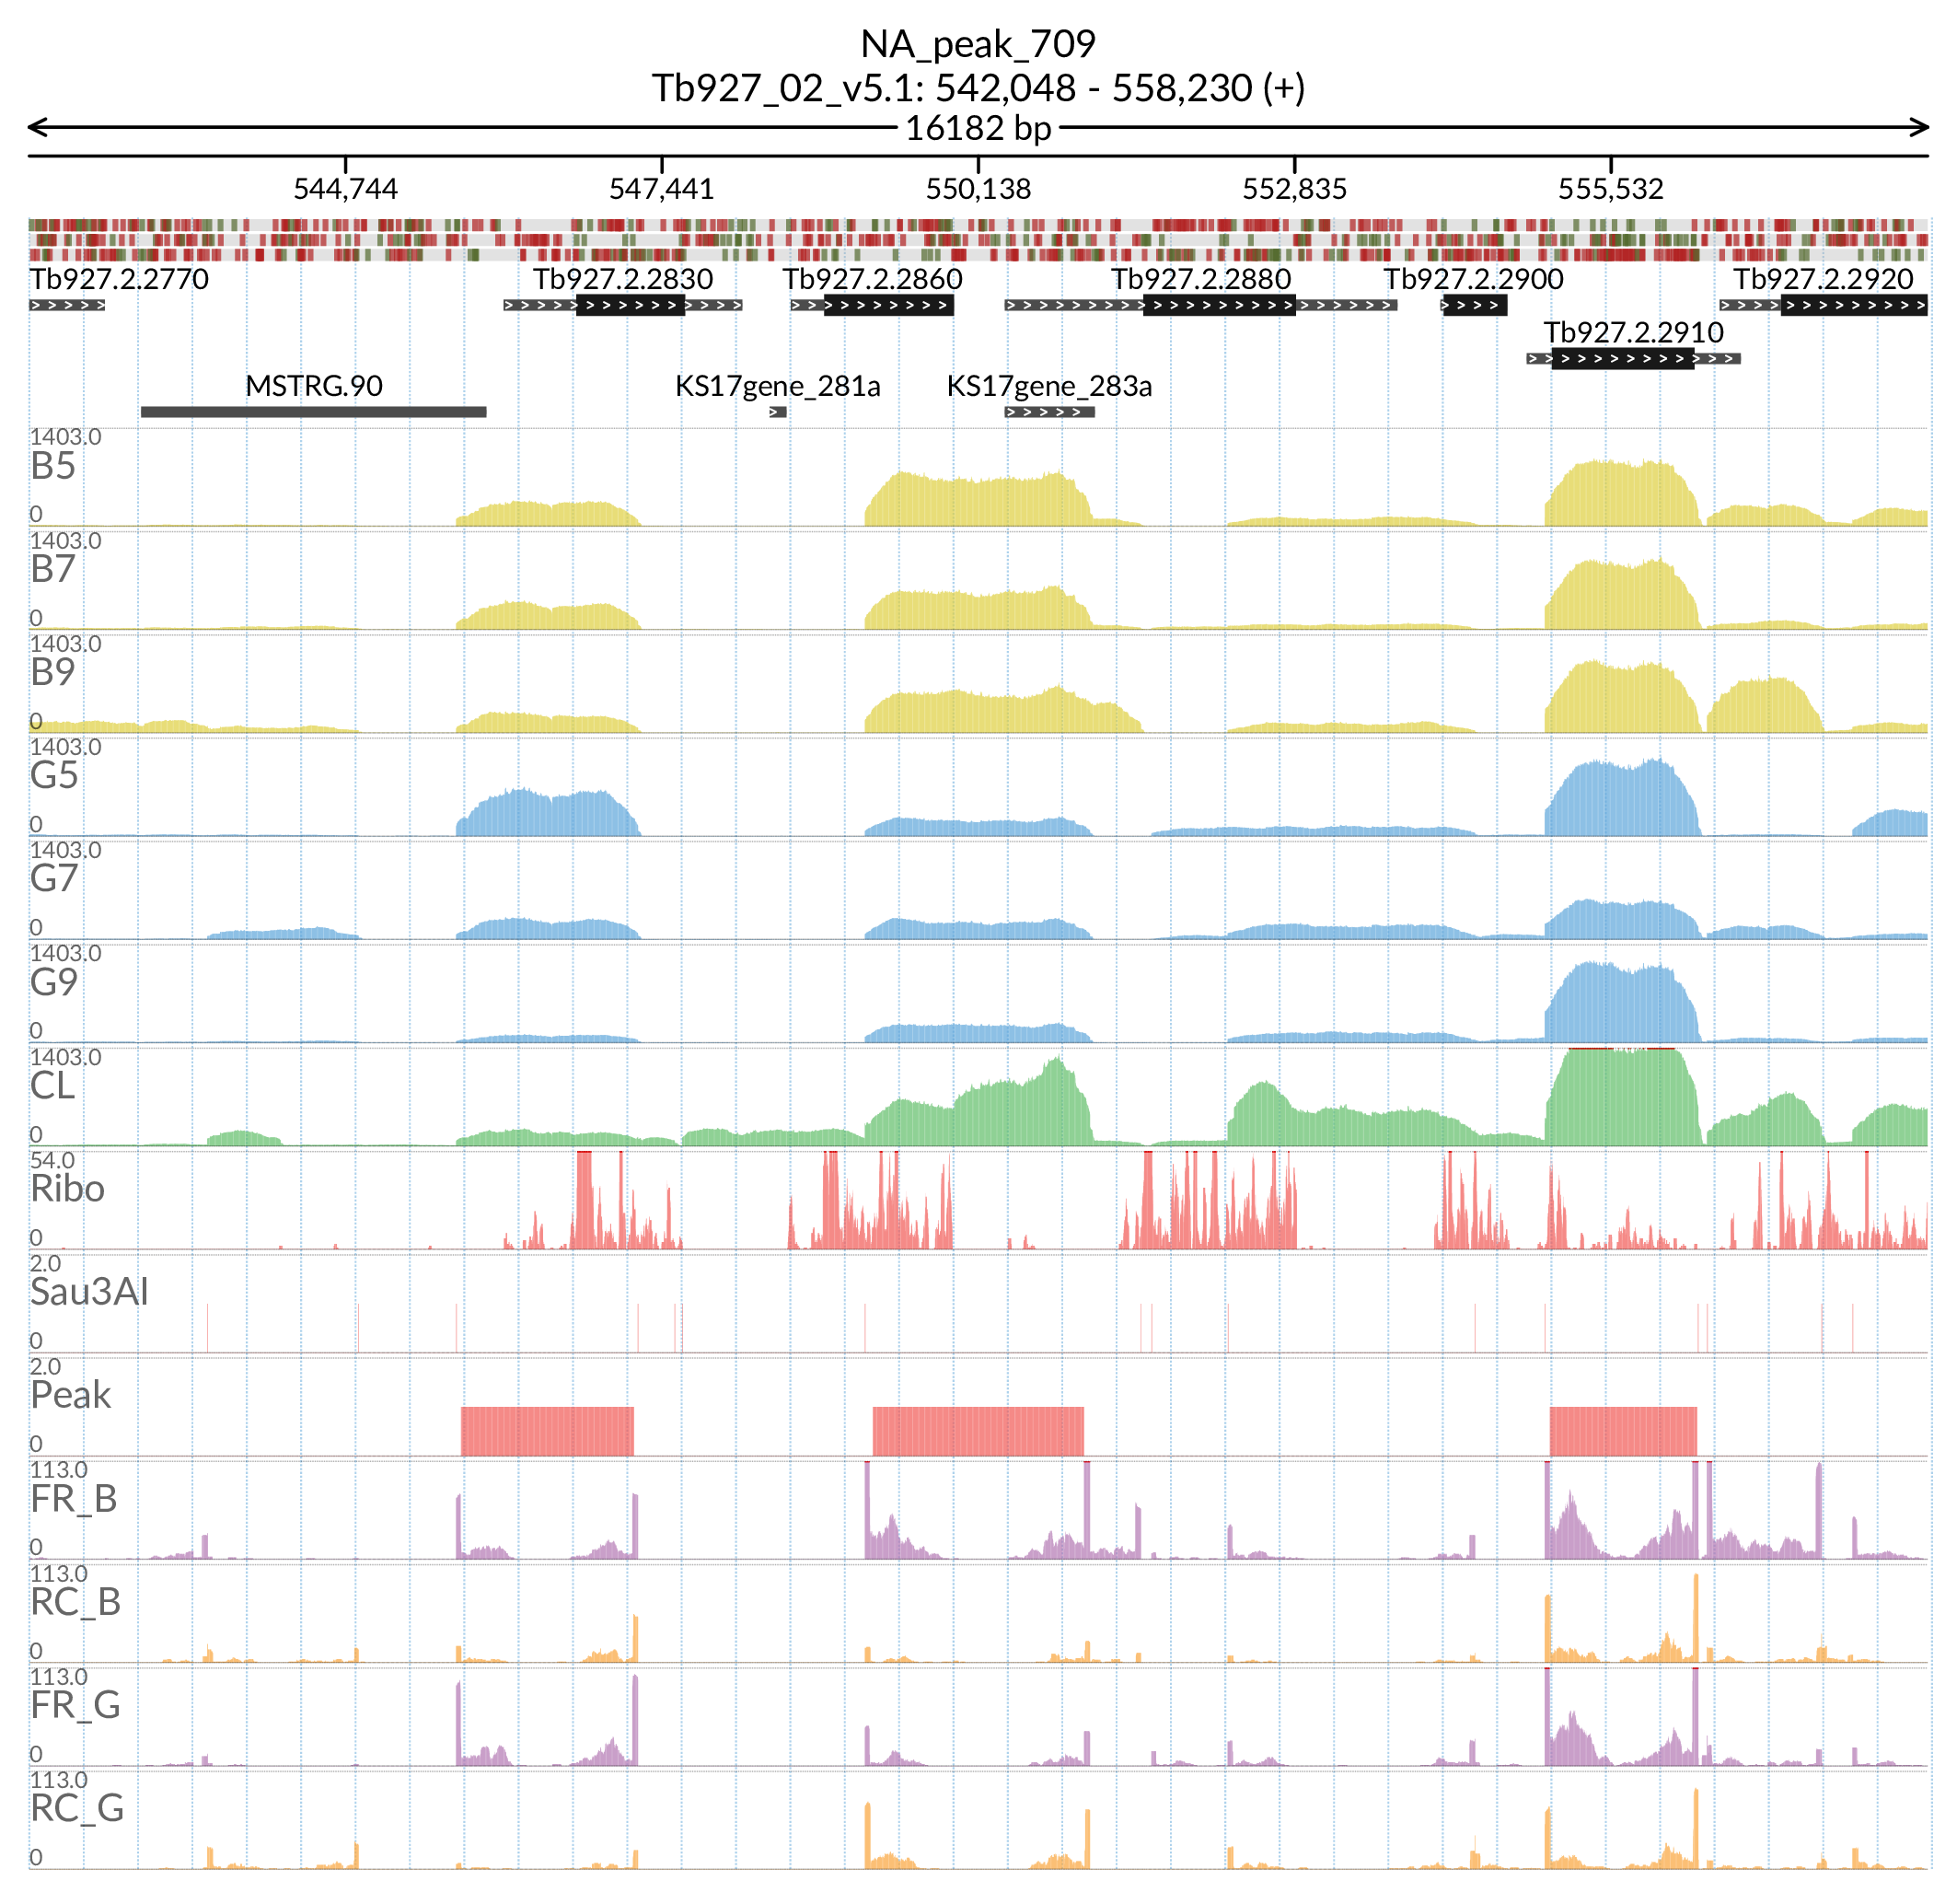 NA_peak_709
Tb927_02_v5.1: 542,048 - 558,230 (+)
16182 bp
544,744 547,441 550,138 552,835 555,532
Tb927.2.2770 Tb927.2.2830 Tb927.2.2860 Tb927.2.2880 Tb927.2.2900 Tb927.2.2920
Tb927.2.2910
MSTRG.90 KS17gene_281a KS17gene_283a
1403.0
B5
0
1403.0
B7
0
1403.0
B9
0
1403.0
G5
0
1403.0
G7
0
1403.0
G9
0
1403.0
CL
0
54.0
Ribo
0
2.0
Sau3AI
0
2.0
Peak
0
113.0
FR_B
0
113.0
RC_B
0
113.0
FR_G
0
113.0
RC_G
0